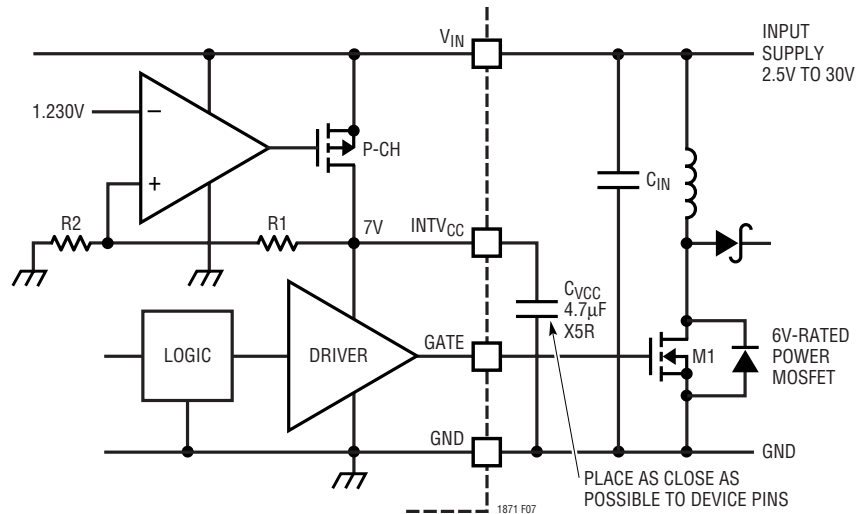 V_IN
INPUT
SUPPLY
2.5V TO 30V
1.230V
−
P-CH
+
C_IN
R2
R1
7V
INTV_CC
C_VCC
4.7µF
X5R
LOGIC
DRIVER
GATE
M1
6V-RATED
POWER
MOSFET
GND
GND
PLACE AS CLOSE AS
POSSIBLE TO DEVICE PINS
1871 F07